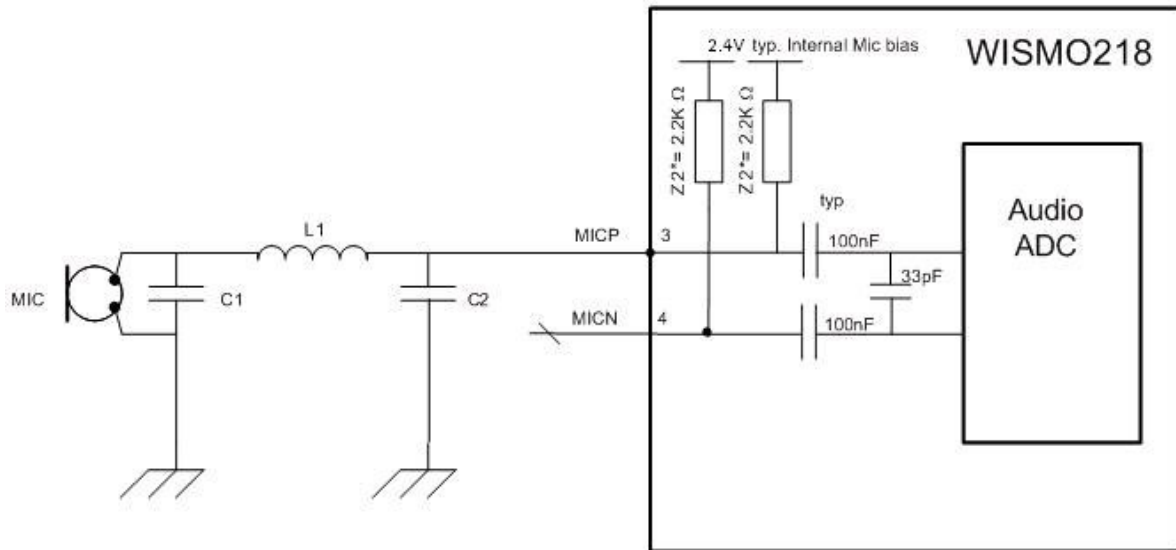 WISMO218
2.4V typ. Internal Mic bias
Z2*= 2.2K Ω
Z2*= 2.2K Ω
typ
L1
MICP
3
100nF
Audio
ADC
33pF
MIC
C1
C2
MICN
4
100nF